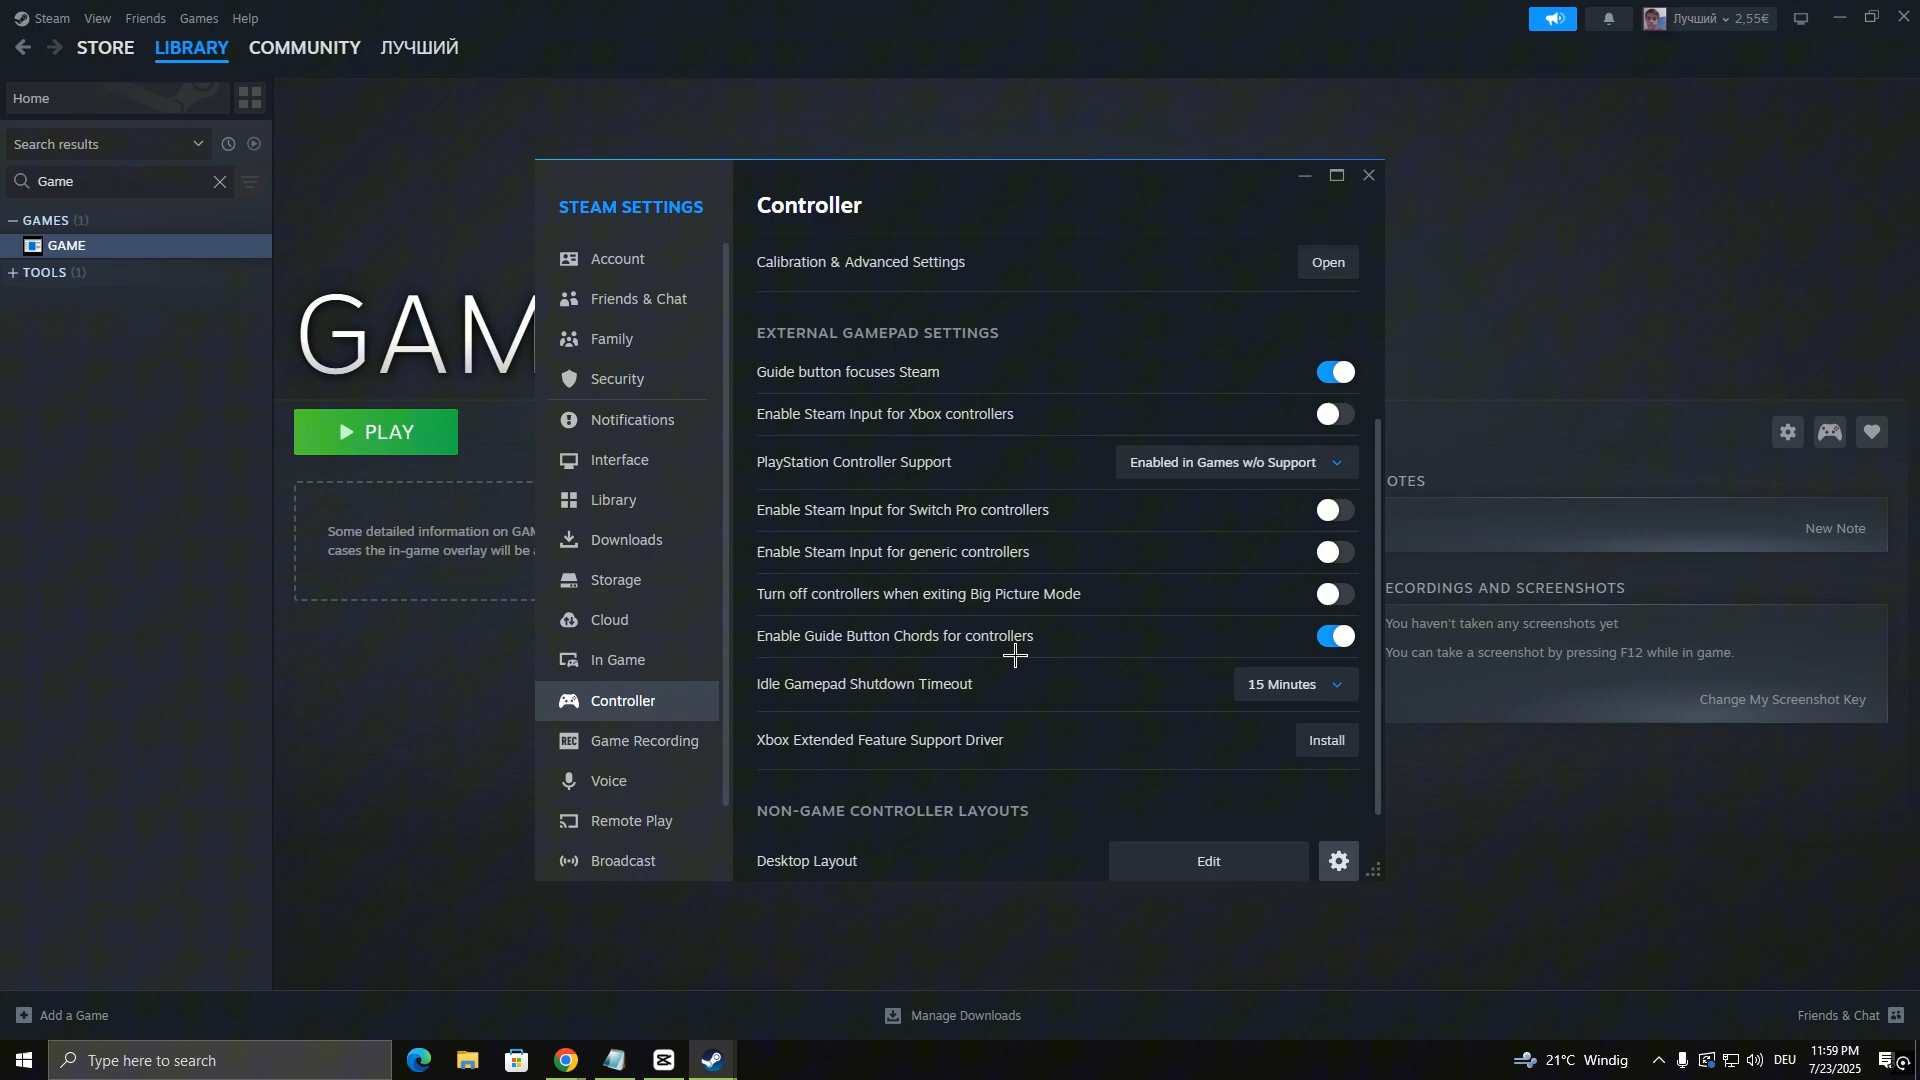 Steam View Friends Games Help
Лучший 2,55€
STORE LIBRARY COMMUNITY ЛУЧШИЙ
Home
Search results
Game
GAMES (1)
GAME
TOOLS (1)
GAM
PLAY
Some detailed information on GAM
cases the in-game overlay will be a
STEAM SETTINGS
Account
Friends & Chat
Family
Security
Notifications
Interface
Library
Downloads
Storage
Cloud
In Game
Controller
REC Game Recording
Voice
Remote Play
Broadcast
Controller
Calibration & Advanced Settings Open
EXTERNAL GAMEPAD SETTINGS
Guide button focuses Steam
Enable Steam Input for Xbox controllers
PlayStation Controller Support Enabled in Games w/o Support
Enable Steam Input for Switch Pro controllers
Enable Steam Input for generic controllers
Turn off controllers when exiting Big Picture Mode
Enable Guide Button Chords for controllers
Idle Gamepad Shutdown Timeout 15 Minutes
Xbox Extended Feature Support Driver Install
NON-GAME CONTROLLER LAYOUTS
Desktop Layout Edit
OTES
New Note
ECORDINGS AND SCREENSHOTS
You haven't taken any screenshots yet
You can take a screenshot by pressing F12 while in game.
Change My Screenshot Key
Add a Game Manage Downloads Friends & Chat
Type here to search
21°C Windig DEU
11:59 PM
7/23/2025